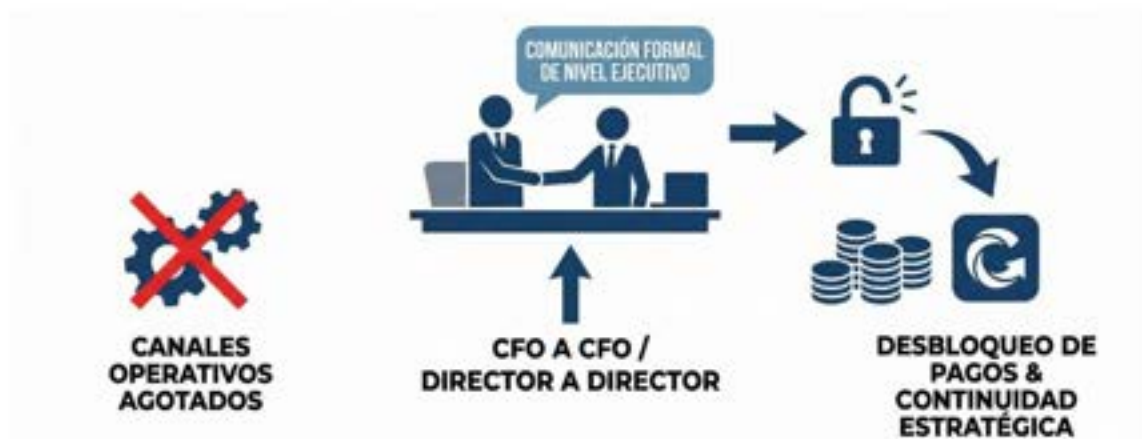 COMUNICACIÓN FORMAL
DE NIVEL EJECUTIVO
CANALES
OPERATIVOS
AGOTADOS
CFO A CFO /
DIRECTOR A DIRECTOR
DESBLOQUEO DE
PAGOS &
CONTINUIDAD
ESTRATÉGICA